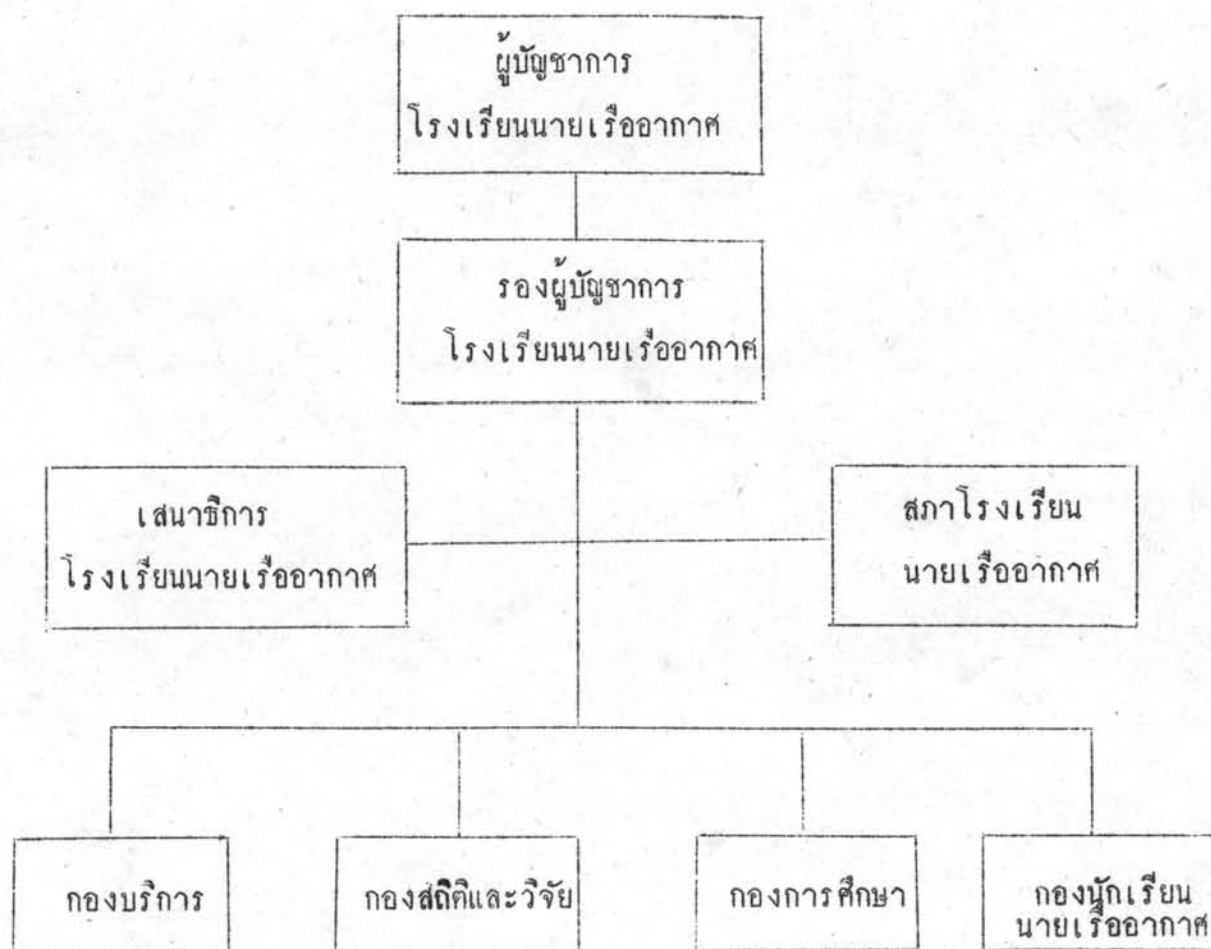 ผู้บัญชาการ
โรงเรียนนายเรืออากาศ
รองผู้บัญชาการ
โรงเรียนนายเรืออากาศ
เสนาธิการ
โรงเรียนนายเรืออากาศ
สภาโรงเรียน
นายเรืออากาศ
กองบริการ
กองสถิติและวิจัย
กองการศึกษา
กองนักเรียน
นายเรืออากาศ